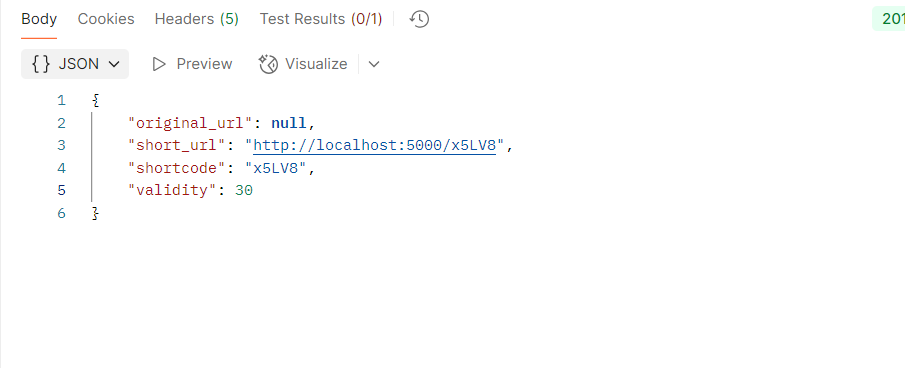 Body Cookies Headers (5) Test Results (0/1) 201
{} JSON Preview Visualize
1 {
2 "original_url": null,
3 "short_url": "http://localhost:5000/x5LV8",
4 "shortcode": "x5LV8",
5 "validity": 30
6 }